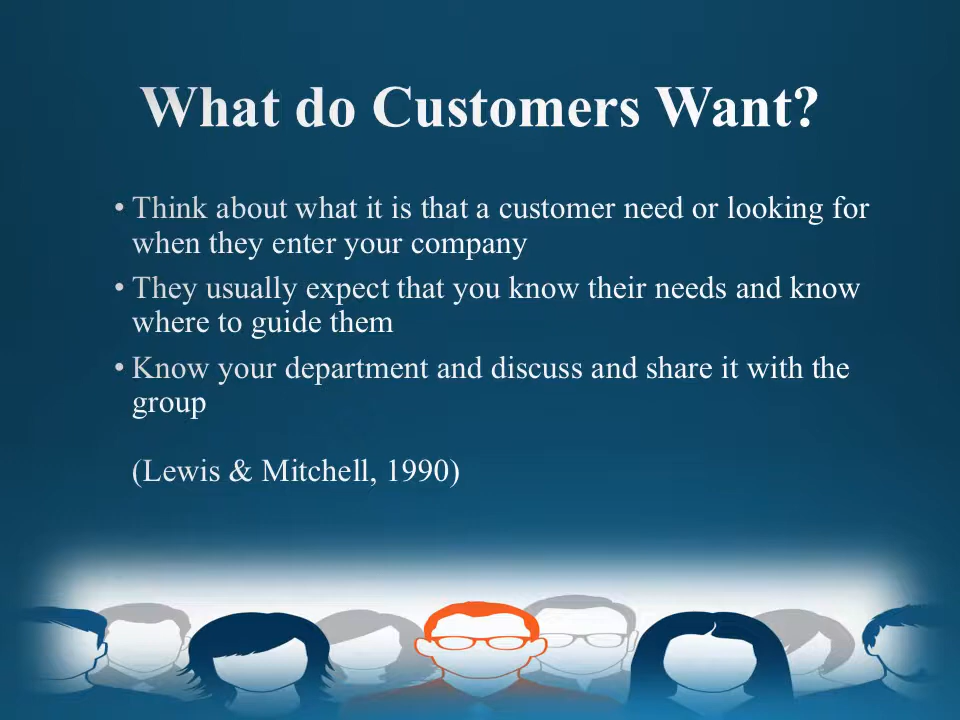 What do Customers Want?
• Think about what it is that a customer need or looking for
when they enter your company
• They usually expect that you know their needs and know
where to guide them
• Know your department and discuss and share it with the
group
(Lewis & Mitchell, 1990)